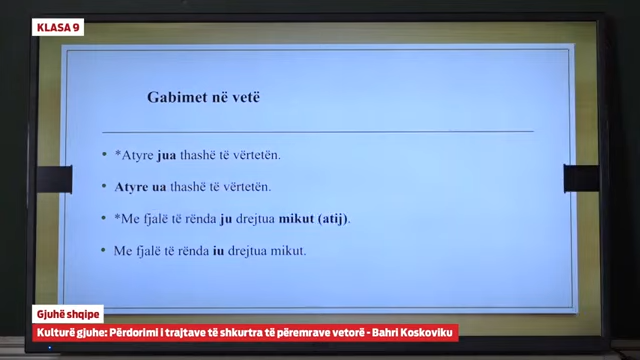 KLASA 9
Gabimet në vetë
• *Atyre jua thashë të vërtetën.
• Atyre ua thashë të vërtetën.
• *Me fjalë të rënda ju drejtua mikut (atij).
• Me fjalë të rënda iu drejtua mikut.
Gjuhë shqipe
Kulturë gjuhe: Përdorimi i trajtave të shkurtra të përemrave vetorë - Bahri Koskoviku